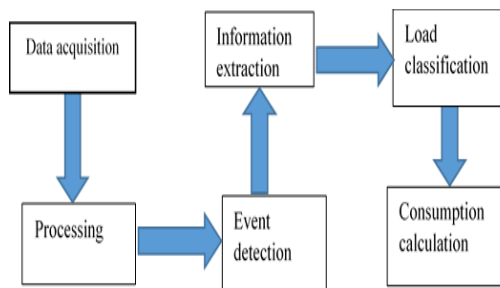 Data acquisition
Processing
Event
detection
Information
extraction
Load
classification
Consumption
calculation